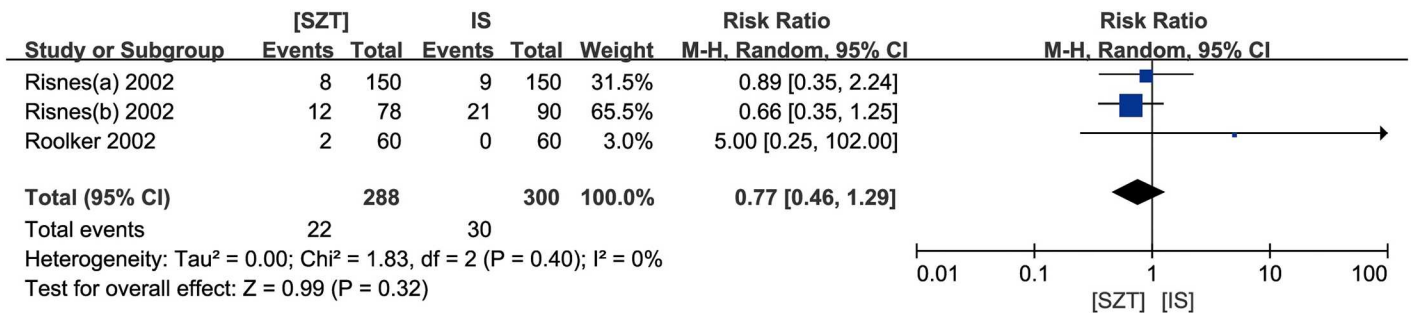 [SZT] IS Risk Ratio Risk Ratio
Study or Subgroup Events Total Events Total Weight M-H, Random, 95% CI M-H, Random, 95% CI
Risnes(a) 2002 8 150 9 150 31.5% 0.89 [0.35, 2.24]
Risnes(b) 2002 12 78 21 90 65.5% 0.66 [0.35, 1.25]
Roolker 2002 2 60 0 60 3.0% 5.00 [0.25, 102.00]
Total (95% CI) 288 300 100.0% 0.77 [0.46, 1.29]
Total events 22 30
Heterogeneity: Tau² = 0.00; Chi² = 1.83, df = 2 (P = 0.40); I² = 0%
Test for overall effect: Z = 0.99 (P = 0.32)
0.01 0.1 1 10 100
[SZT] [IS]